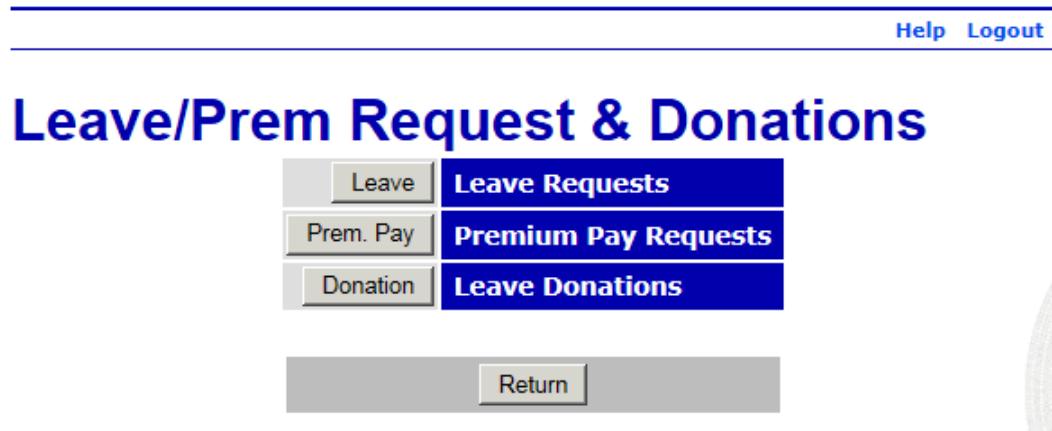 Help Logout
Leave/Prem Request & Donations
Leave Leave Requests
Prem. Pay Premium Pay Requests
Donation Leave Donations
Return